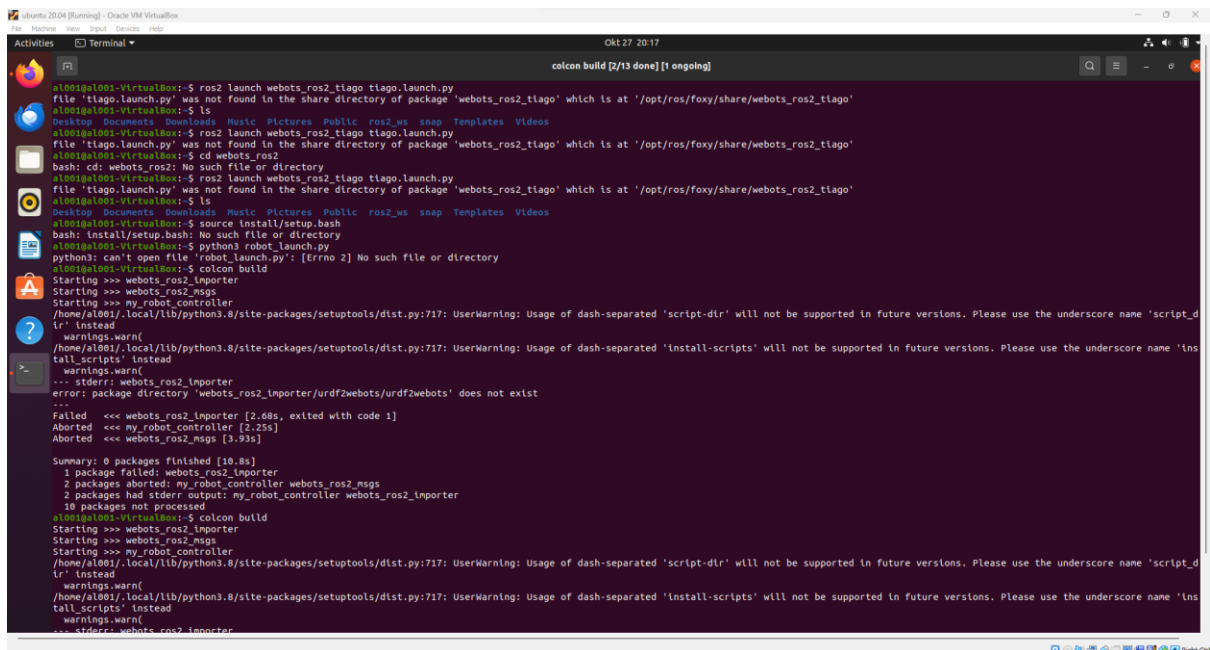 ubuntu 20.04 [Running] - Oracle VM VirtualBox
File Machine View Input Devices Help
Activities Terminal Okt 27 20:17
colcon build [2/13 done] [1 ongoing]
al001@al001-VirtualBox:~$ ros2 launch webots_ros2_tiago tiago.launch.py
file 'tiago.launch.py' was not found in the share directory of package 'webots_ros2_tiago' which is at '/opt/ros/foxy/share/webots_ros2_tiago'
al001@al001-VirtualBox:~$ ls
Desktop Documents Downloads Music Pictures Public ros2_ws snap Templates Videos
al001@al001-VirtualBox:~$ ros2 launch webots_ros2_tiago tiago.launch.py
file 'tiago.launch.py' was not found in the share directory of package 'webots_ros2_tiago' which is at '/opt/ros/foxy/share/webots_ros2_tiago'
al001@al001-VirtualBox:~$ cd webots_ros2
bash: cd: webots_ros2: No such file or directory
al001@al001-VirtualBox:~$ ros2 launch webots_ros2_tiago tiago.launch.py
file 'tiago.launch.py' was not found in the share directory of package 'webots_ros2_tiago' which is at '/opt/ros/foxy/share/webots_ros2_tiago'
al001@al001-VirtualBox:~$ ls
Desktop Documents Downloads Music Pictures Public ros2_ws snap Templates Videos
al001@al001-VirtualBox:~$ source install/setup.bash
bash: install/setup.bash: No such file or directory
al001@al001-VirtualBox:~$ python3 robot_launch.py
python3: can't open file 'robot_launch.py': [Errno 2] No such file or directory
al001@al001-VirtualBox:~$ colcon build
Starting >>> webots_ros2_importer
Starting >>> webots_ros2_msgs
Starting >>> my_robot_controller
/home/al001/.local/lib/python3.8/site-packages/setuptools/dist.py:717: UserWarning: Usage of dash-separated 'script-dir' will not be supported in future versions. Please use the underscore name 'script_d
ir' instead
warnings.warn(
/home/al001/.local/lib/python3.8/site-packages/setuptools/dist.py:717: UserWarning: Usage of dash-separated 'install-scripts' will not be supported in future versions. Please use the underscore name 'ins
tall_scripts' instead
warnings.warn(
--- stderr: webots_ros2_importer
error: package directory 'webots_ros2_importer/urdf2webots/urdf2webots' does not exist
---
Failed <<< webots_ros2_importer [2.68s, exited with code 1]
Aborted <<< my_robot_controller [2.25s]
Aborted <<< webots_ros2_msgs [3.93s]
Summary: 0 packages finished [10.8s]
1 package failed: webots_ros2_importer
2 packages aborted: my_robot_controller webots_ros2_msgs
2 packages had stderr output: my_robot_controller webots_ros2_importer
10 packages not processed
al001@al001-VirtualBox:~$ colcon build
Starting >>> webots_ros2_importer
Starting >>> webots_ros2_msgs
Starting >>> my_robot_controller
/home/al001/.local/lib/python3.8/site-packages/setuptools/dist.py:717: UserWarning: Usage of dash-separated 'script-dir' will not be supported in future versions. Please use the underscore name 'script_d
ir' instead
warnings.warn(
/home/al001/.local/lib/python3.8/site-packages/setuptools/dist.py:717: UserWarning: Usage of dash-separated 'install-scripts' will not be supported in future versions. Please use the underscore name 'ins
tall_scripts' instead
warnings.warn(
--- stderr: webots_ros2_importer
Right Ctrl